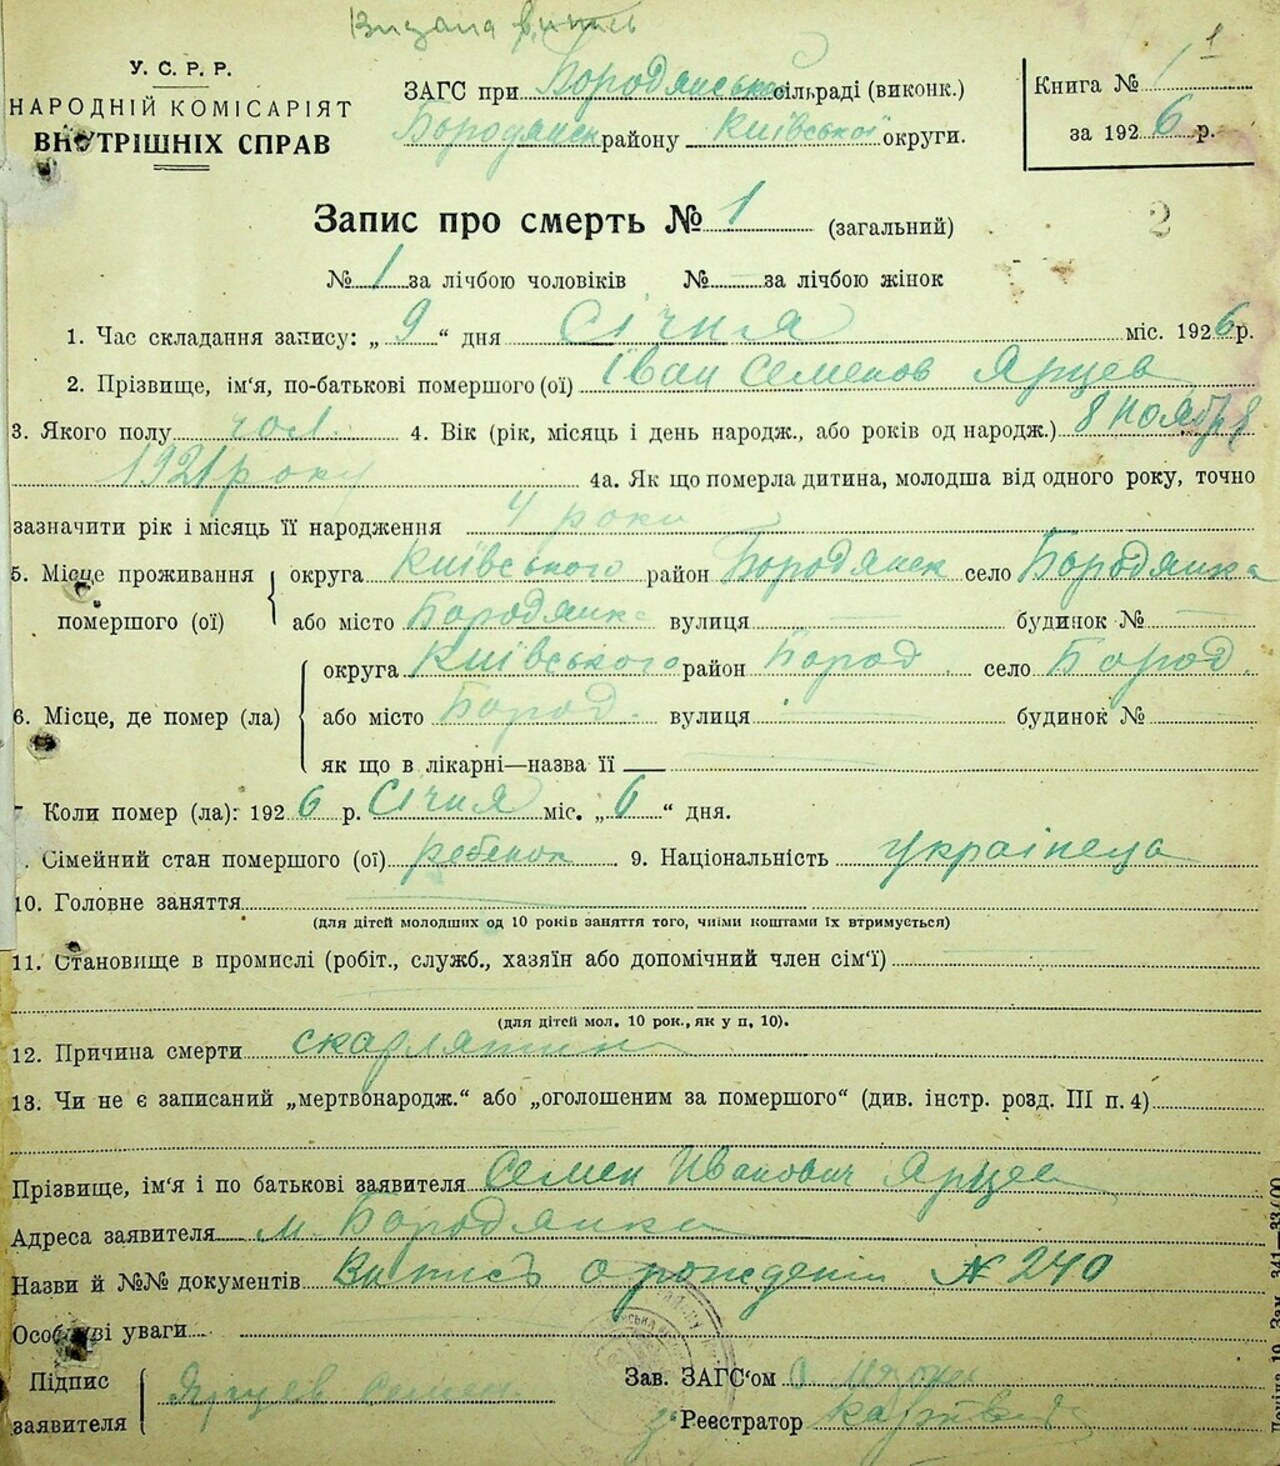 Видана випись
У. С. Р. Р.
НАРОДНІЙ КОМІСАРІЯТ
ВНУТРІШНІХ СПРАВ
ЗАГС при Бородянській сільраді (виконк.)
Бородянск району Київської округи.
Книга № 1
за 1926 р.
1
2
Запис про смерть № 1 (загальний)
№ 1 за лічбою чоловіків № — за лічбою жінок
1. Час складання запису: „ 9 “ дня Січня міс. 1926 р.
2. Прізвище, ім‘я, по-батькові помершого (ої) Іван Семенов Ярцев
3. Якого полу чол. 4. Вік (рік, місяць і день народж., або років од народж.) 8 ноября
1921 року 4а. Як що померла дитина, молодша від одного року, точно
зазначити рік і місяць її народження 4 роки
5. Місце проживання помершого (ої) округа Київського район Бородянск село Бородянка
або місто Бородянка вулиця — будинок № —
6. Місце, де помер (ла) округа Київського район Бород. село Бород.
або місто Бород. вулиця — будинок №
як що в лікарні—назва її —
7 Коли помер (ла): 1926 р. Січня міс. „ 6 “ дня.
. Сімейний стан помершого (ої) ребенок 9. Національність українець
10. Головне заняття
(для дітей молодших од 10 років заняття того, чиїми коштами їх втримується)
11. Становище в промислі (робіт., служб., хазяїн або допомічний член сім‘ї)
(для дітей мол. 10 рок., як у п. 10).
12. Причина смерти скарлятина
13. Чи не є записаний „мертвонародж.“ або „оголошеним за помершого“ (див. інстр. розд. III п. 4)
Прізвище, ім‘я і по батькові заявителя Семен Иванович Ярцев
Адреса заявителя м. Бородянка
Назви й №№ документів Випись о рождении № 240
Особливі уваги
Підпис заявителя Ярцев Семен
Зав. ЗАГС‘ом
Реєстратор